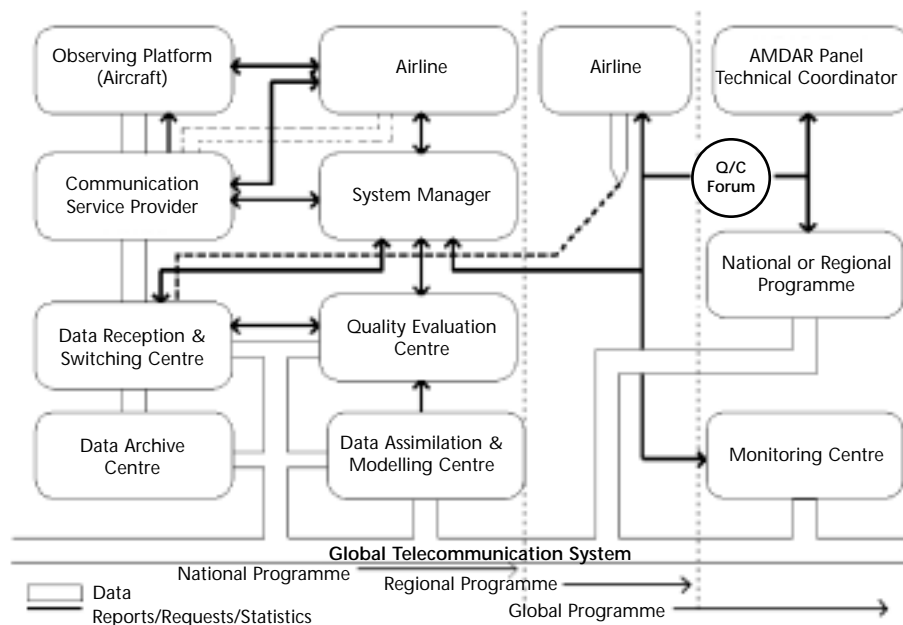 Observing Platform
(Aircraft)
Airline
Airline
AMDAR Panel
Technical Coordinator
Communication
Service Provider
System Manager
Q/C
Forum
National or Regional
Programme
Data Reception &
Switching Centre
Quality Evaluation
Centre
Data Archive
Centre
Data Assimilation &
Modelling Centre
Monitoring Centre
Global Telecommunication System
National Programme
Regional Programme
Global Programme
Data
Reports/Requests/Statistics